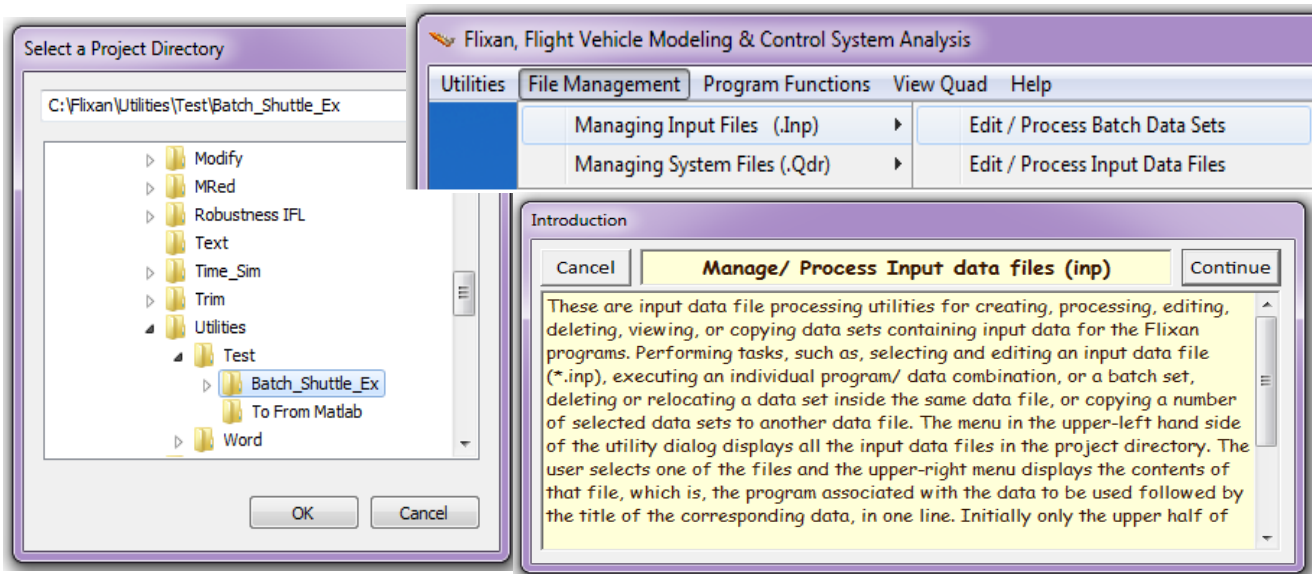 Select a Project Directory
C:\Flixan\Utilities\Test\Batch_Shuttle_Ex
Modify
MRed
Robustness IFL
Text
Time_Sim
Trim
Utilities
Test
Batch_Shuttle_Ex
To From Matlab
Word
OK Cancel
Flixan, Flight Vehicle Modeling & Control System Analysis
Utilities File Management Program Functions View Quad Help
Managing Input Files (.Inp) Edit / Process Batch Data Sets
Managing System Files (.Qdr) Edit / Process Input Data Files
Introduction
Cancel Manage/ Process Input data files (inp) Continue
These are input data file processing utilities for creating, processing, editing,
deleting, viewing, or copying data sets containing input data for the Flixan
programs. Performing tasks, such as, selecting and editing an input data file
(*.inp), executing an individual program/ data combination, or a batch set,
deleting or relocating a data set inside the same data file, or copying a number
of selected data sets to another data file. The menu in the upper-left hand side
of the utility dialog displays all the input data files in the project directory. The
user selects one of the files and the upper-right menu displays the contents of
that file, which is, the program associated with the data to be used followed by
the title of the corresponding data, in one line. Initially only the upper half of